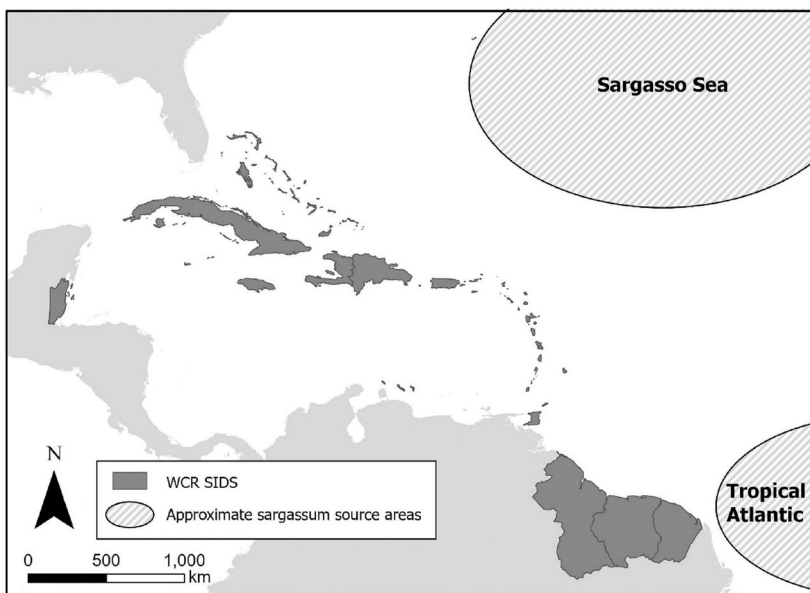 Sargasso Sea
Tropical
Atlantic
N
WCR SIDS
Approximate sargassum source areas
0 500 1,000
km